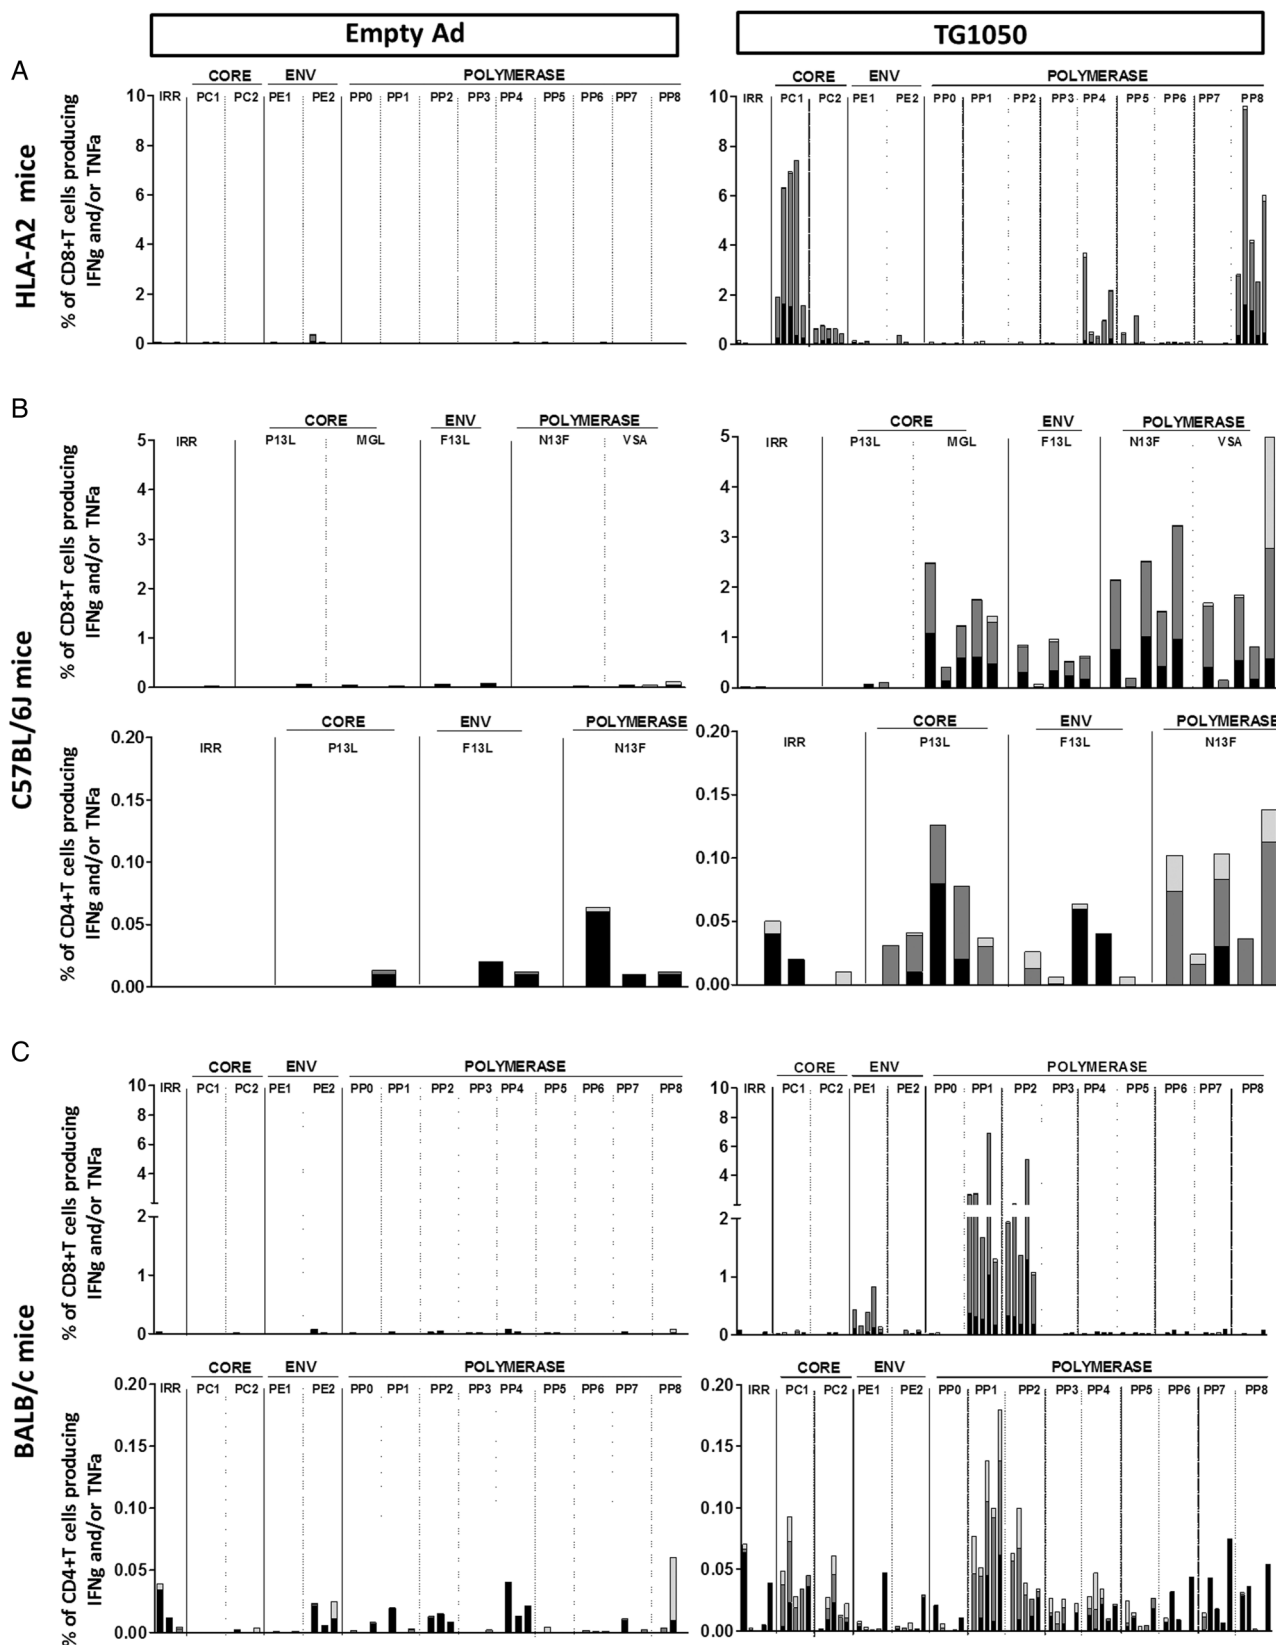 Empty Ad
TG1050
A
HLA-A2 mice
% of CD8+T cells producing
IFNg and/or TNFa
CORE ENV POLYMERASE
IRR PC1 PC2 PE1 PE2 PP0 PP1 PP2 PP3 PP4 PP5 PP6 PP7 PP8
10
8
6
4
2
0
CORE ENV POLYMERASE
IRR PC1 PC2 PE1 PE2 PP0 PP1 PP2 PP3 PP4 PP5 PP6 PP7 PP8
10
8
6
4
2
0
B
C57BL/6J mice
% of CD8+T cells producing
IFNg and/or TNFa
CORE ENV POLYMERASE
IRR P13L MGL F13L N13F VSA
5
4
3
2
1
0
CORE ENV POLYMERASE
IRR P13L MGL F13L N13F VSA
5
4
3
2
1
0
% of CD4+T cells producing
IFNg and/or TNFa
CORE ENV POLYMERASE
IRR P13L F13L N13F
0.20
0.15
0.10
0.05
0.00
CORE ENV POLYMERASE
IRR P13L F13L N13F
0.20
0.15
0.10
0.05
0.00
C
BALB/c mice
% of CD8+T cells producing
IFNg and/or TNFa
CORE ENV POLYMERASE
IRR PC1 PC2 PE1 PE2 PP0 PP1 PP2 PP3 PP4 PP5 PP6 PP7 PP8
10
8
6
4
2
1
0
CORE ENV POLYMERASE
IRR PC1 PC2 PE1 PE2 PP0 PP1 PP2 PP3 PP4 PP5 PP6 PP7 PP8
10
8
6
4
2
1
0
% of CD4+T cells producing
IFNg and/or TNFa
CORE ENV POLYMERASE
IRR PC1 PC2 PE1 PE2 PP0 PP1 PP2 PP3 PP4 PP5 PP6 PP7 PP8
0.20
0.15
0.10
0.05
0.00
CORE ENV POLYMERASE
IRR PC1 PC2 PE1 PE2 PP0 PP1 PP2 PP3 PP4 PP5 PP6 PP7 PP8
0.20
0.15
0.10
0.05
0.00